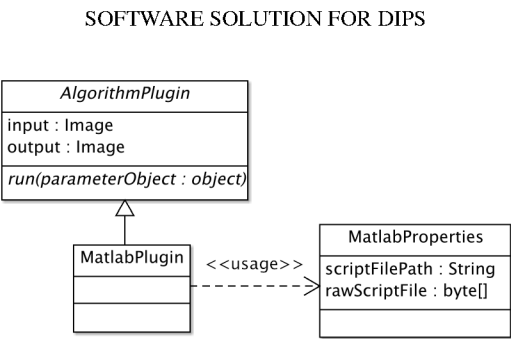 SOFTWARE SOLUTION FOR DIPS
AlgorithmPlugin
input : Image
output : Image
run(parameterObject : object)
MatlabPlugin
<<usage>>
MatlabProperties
scriptFilePath : String
rawScriptFile : byte[]